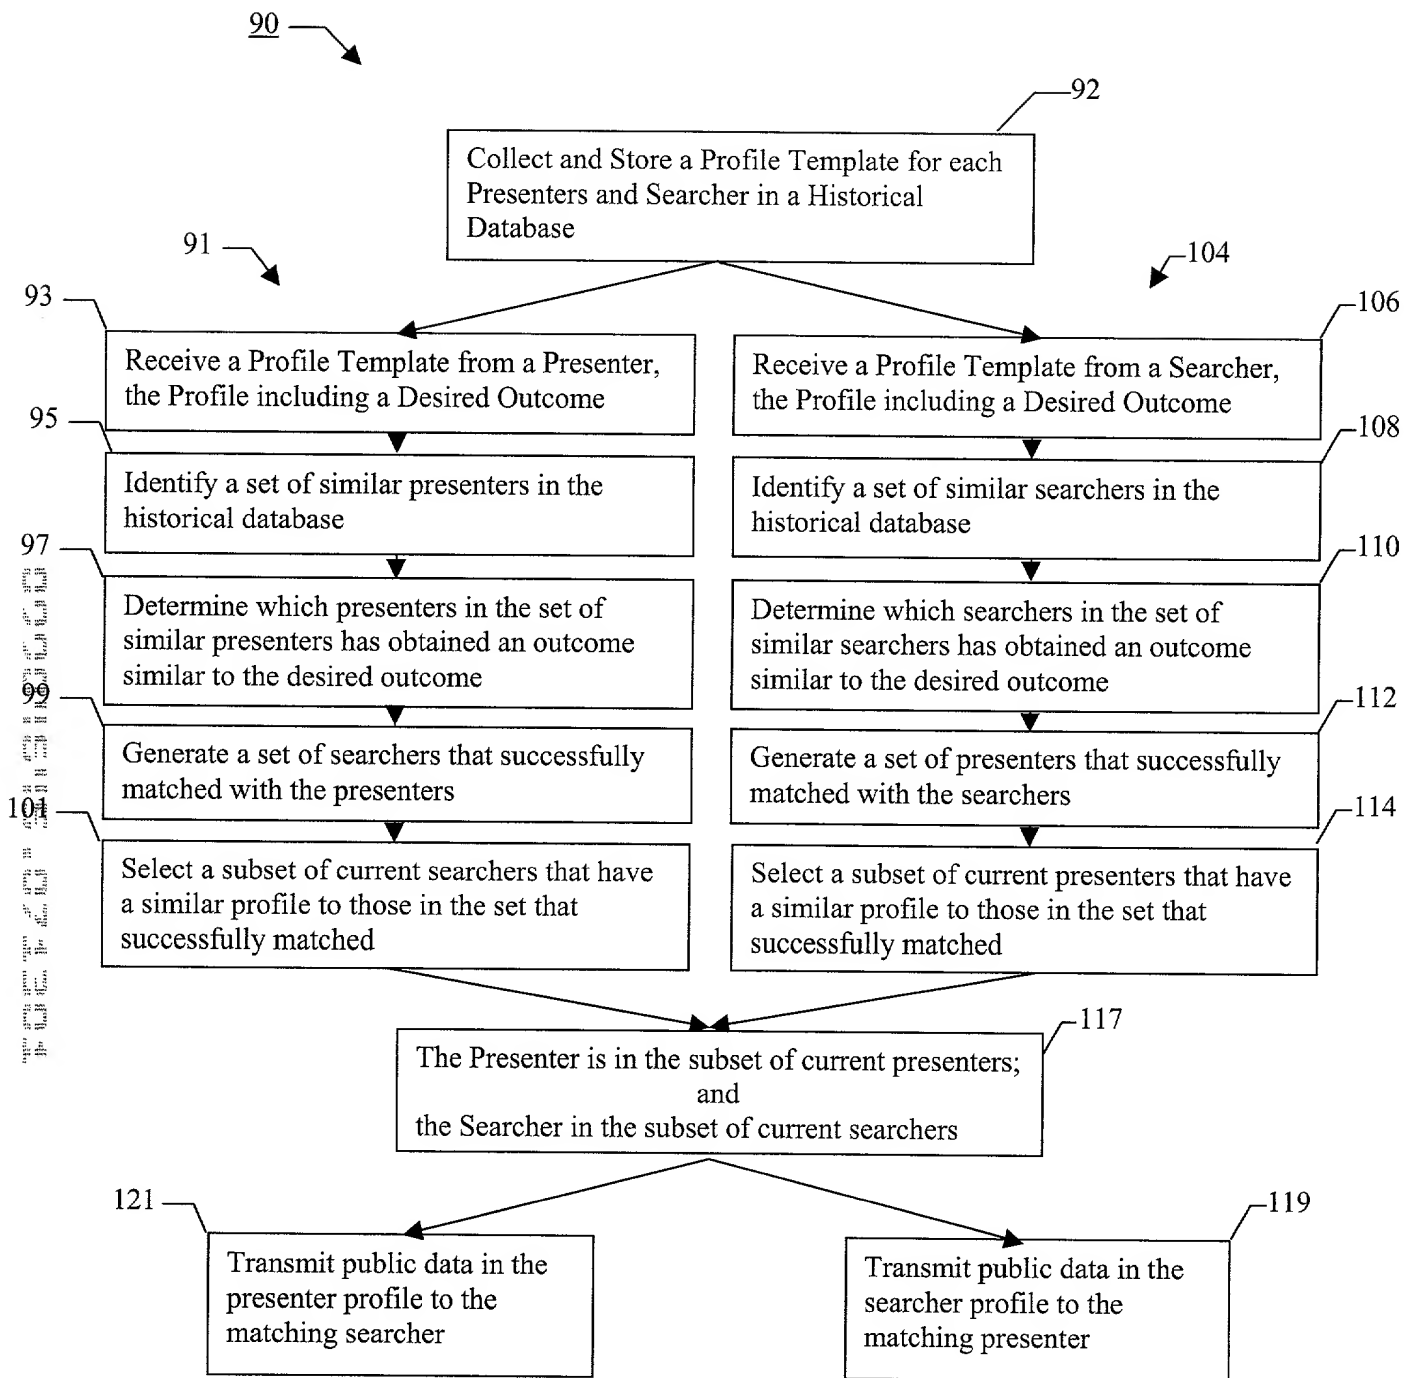 90
92
Collect and Store a Profile Template for each
Presenters and Searcher in a Historical
Database
91
104
93
Receive a Profile Template from a Presenter,
the Profile including a Desired Outcome
106
Receive a Profile Template from a Searcher,
the Profile including a Desired Outcome
95
Identify a set of similar presenters in the
historical database
108
Identify a set of similar searchers in the
historical database
97
Determine which presenters in the set of
similar presenters has obtained an outcome
similar to the desired outcome
110
Determine which searchers in the set of
similar searchers has obtained an outcome
similar to the desired outcome
99
Generate a set of searchers that successfully
matched with the presenters
112
Generate a set of presenters that successfully
matched with the searchers
101
Select a subset of current searchers that have
a similar profile to those in the set that
successfully matched
114
Select a subset of current presenters that have
a similar profile to those in the set that
successfully matched
117
The Presenter is in the subset of current presenters;
and
the Searcher in the subset of current searchers
121
Transmit public data in the
presenter profile to the
matching searcher
119
Transmit public data in the
searcher profile to the
matching presenter